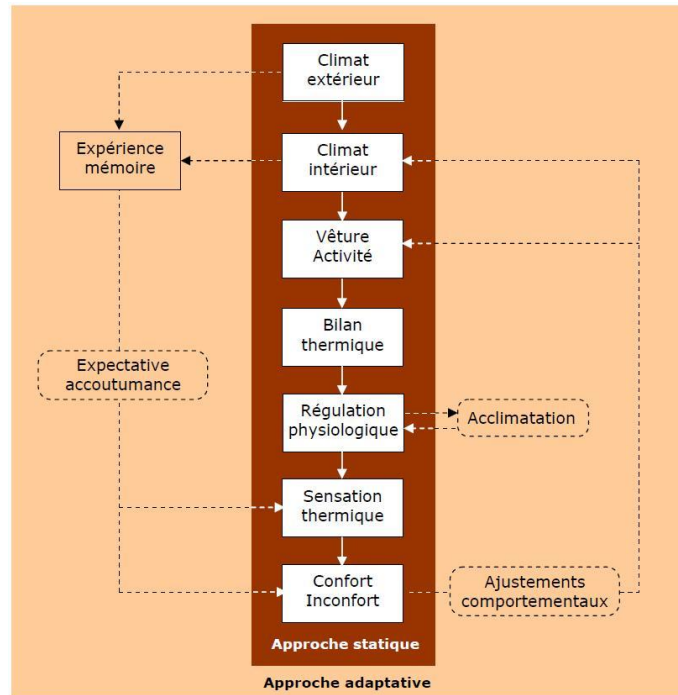 Climat
extérieur
Expérience
mémoire
Climat
intérieur
Vêture
Activité
Bilan
thermique
Expectative
accoutumance
Régulation
physiologique
Acclimatation
Sensation
thermique
Confort
Inconfort
Ajustements
comportementaux
Approche statique
Approche adaptative